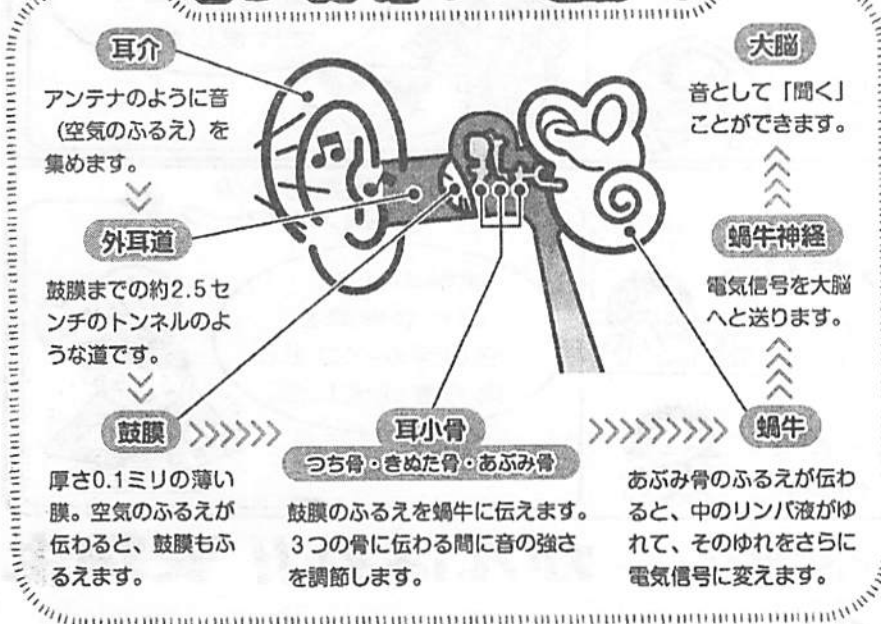 耳介
アンテナのように音
（空気のふるえ）を
集めます。
外耳道
鼓膜までの約2.5セ
ンチのトンネルのよ
うな道です。
鼓膜
厚さ0.1ミリの薄い
膜。空気のふるえが
伝わると、鼓膜もふ
るえます。
耳小骨
つち骨・きぬた骨・あぶみ骨
鼓膜のふるえを蝸牛に伝えます。
3つの骨に伝わる間に音の強さ
を調節します。
蝸牛
あぶみ骨のふるえが伝わ
ると、中のリンパ液がゆ
れて、そのゆれをさらに
電気信号に変えます。
蝸牛神経
電気信号を大脳
へと送ります。
大脳
音として「聞く」
ことができます。